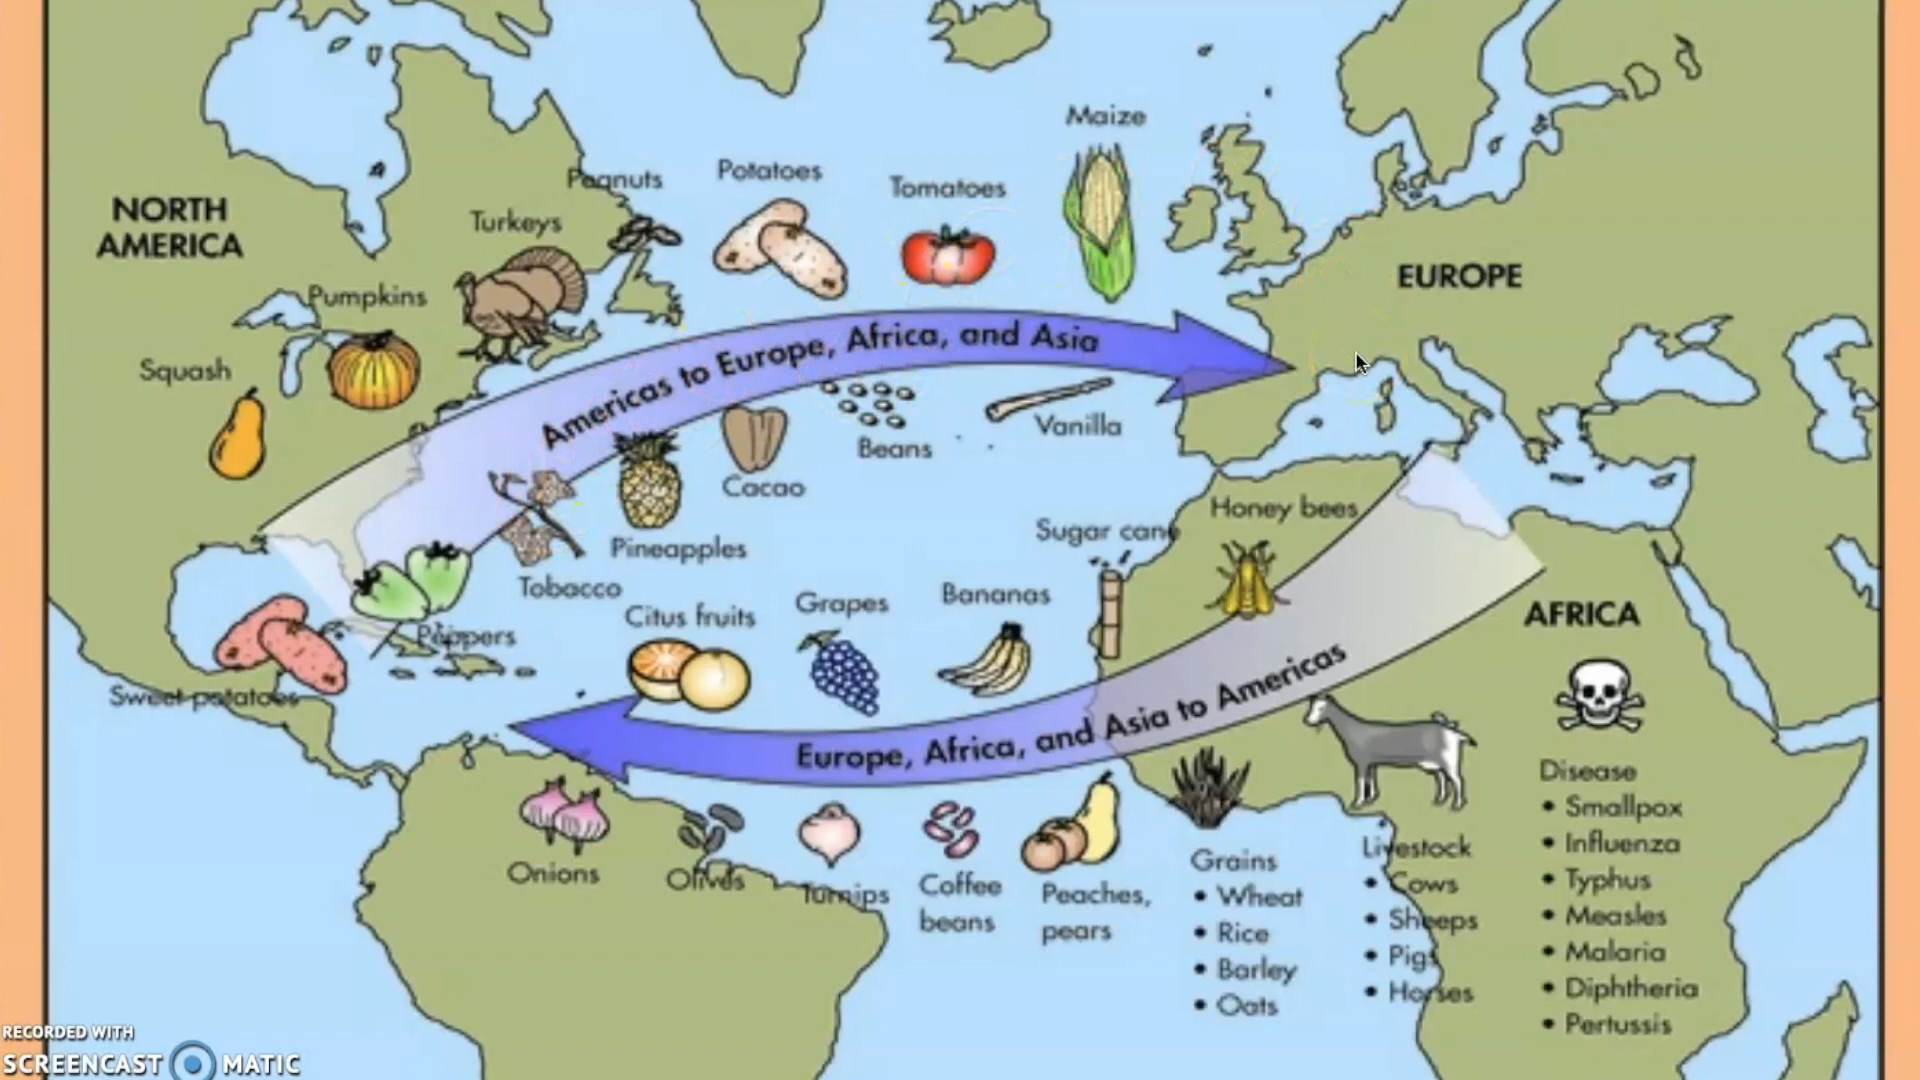 Maize
Peanuts
Potatoes
Tomatoes
NORTH
AMERICA
Turkeys
EUROPE
Pumpkins
Squash
Americas to Europe, Africa, and Asia
Vanilla
Beans
Cacao
Honey bees
Sugar cane
Pineapples
Tobacco
Citus fruits
Grapes
Bananas
AFRICA
Peppers
Sweet potatoes
Europe, Africa, and Asia to Americas
Onions
Olives
Turnips
Coffee
beans
Peaches,
pears
Grains
• Wheat
• Rice
• Barley
• Oats
Livestock
• Cows
• Sheeps
• Pigs
• Horses
Disease
• Smallpox
• Influenza
• Typhus
• Measles
• Malaria
• Diphtheria
• Pertussis
RECORDED WITH
SCREENCAST MATIC